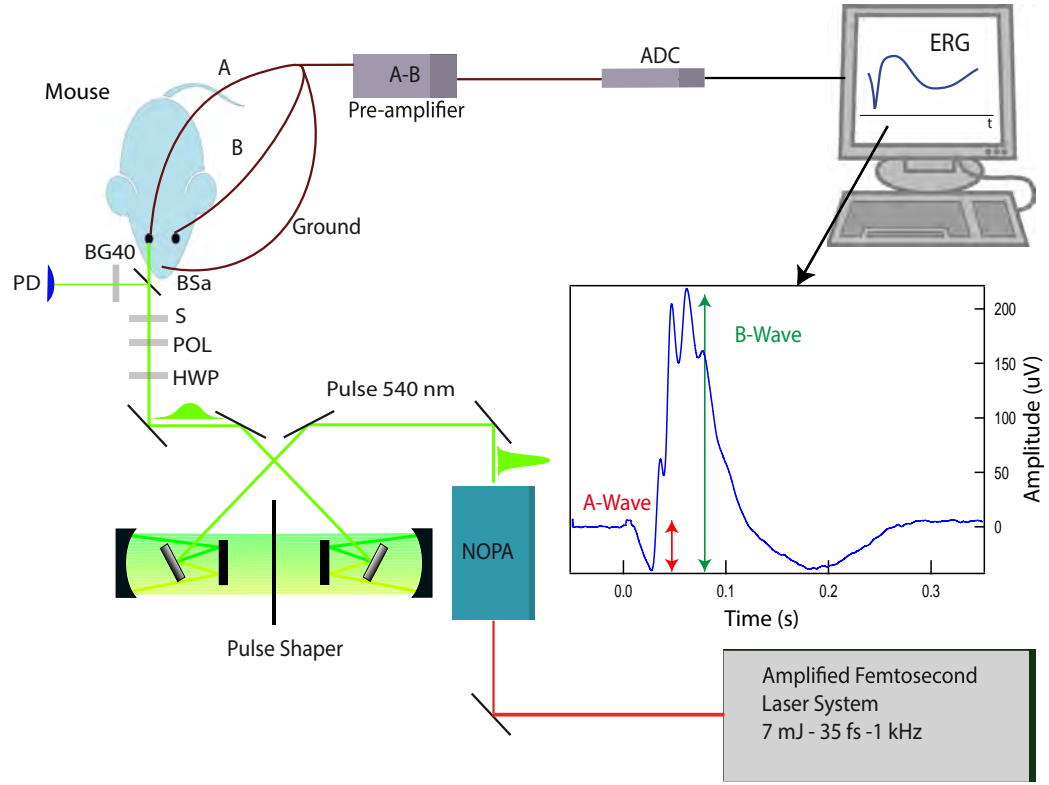 Mouse
A
B
Ground
A-B
Pre-amplifier
ADC
ERG
t
BG40
PD
BSa
S
POL
HWP
Pulse 540 nm
NOPA
Pulse Shaper
A-Wave
B-Wave
200
150
100
50
0
Amplitude (uV)
0.0
0.1
0.2
0.3
Time (s)
Amplified Femtosecond
Laser System
7 mJ - 35 fs -1 kHz